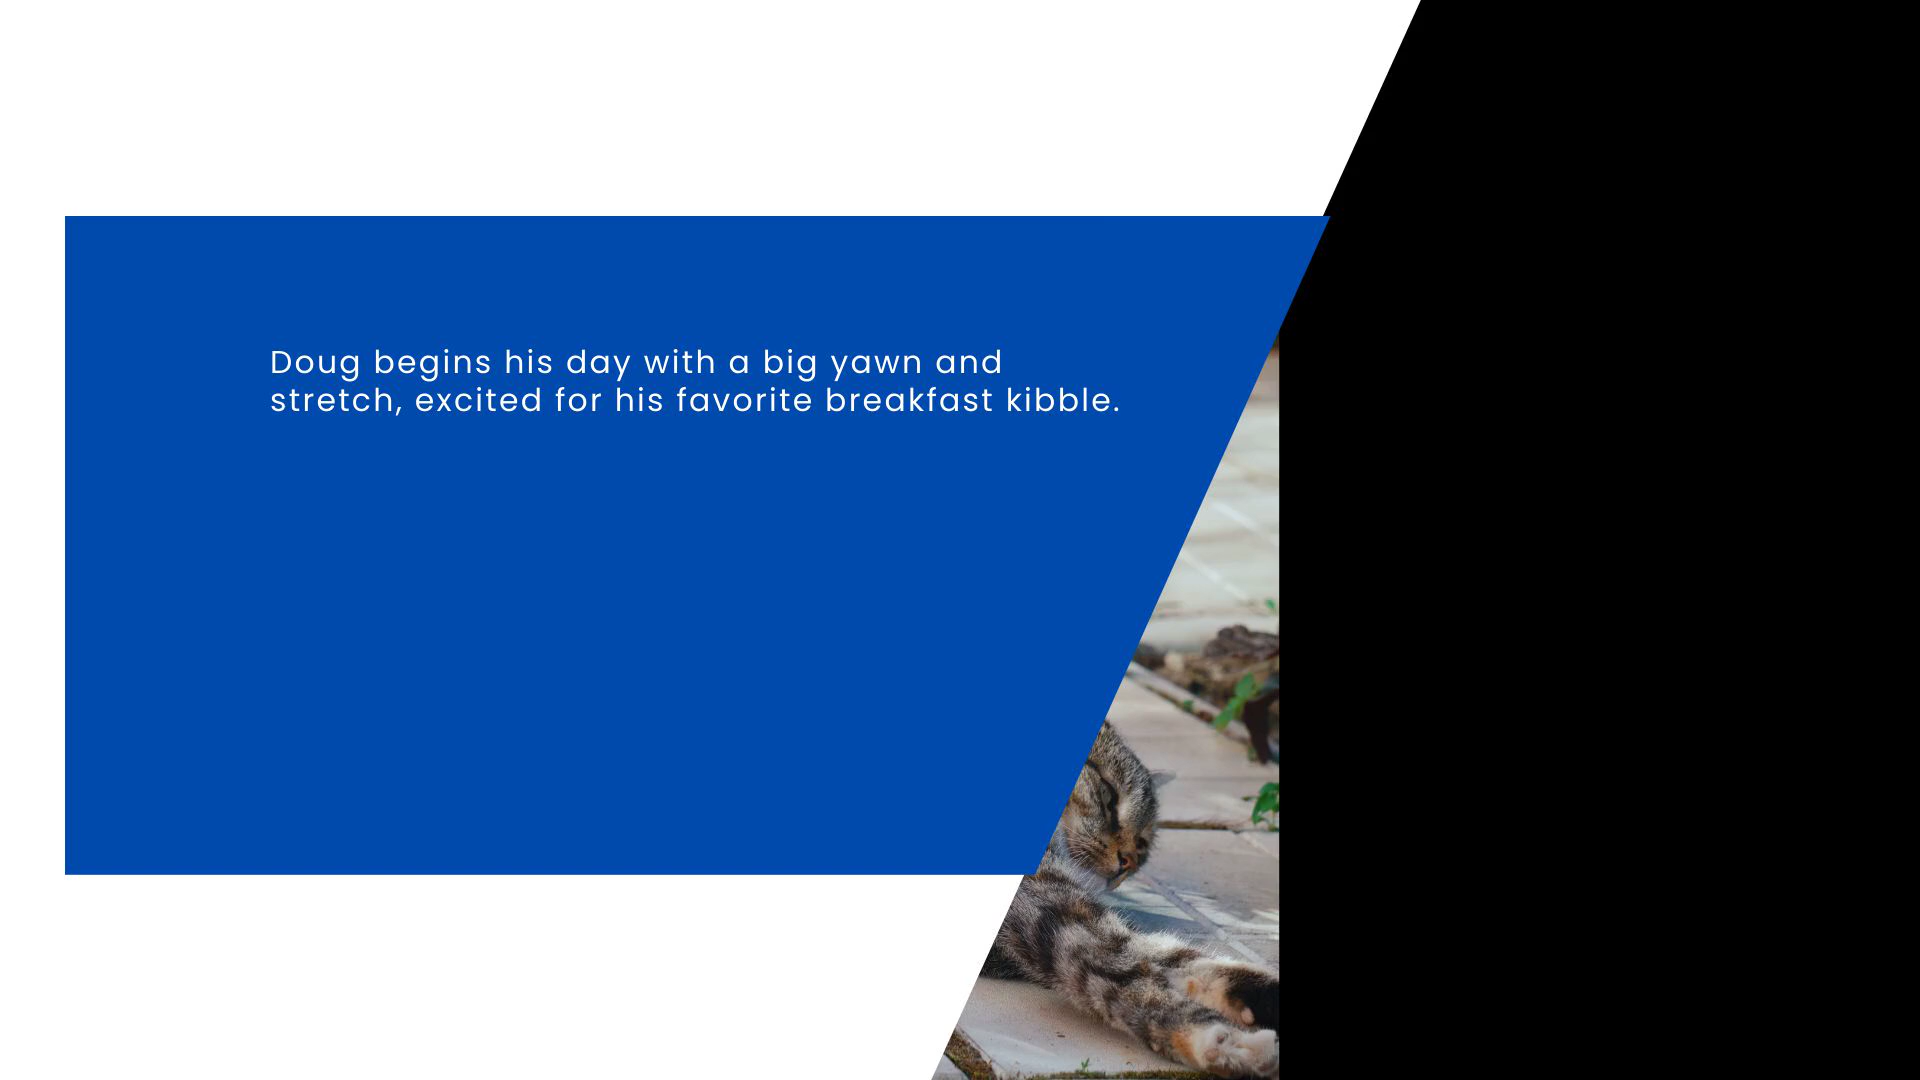 Doug begins his day with a big yawn and
stretch, excited for his favorite breakfast kibble.